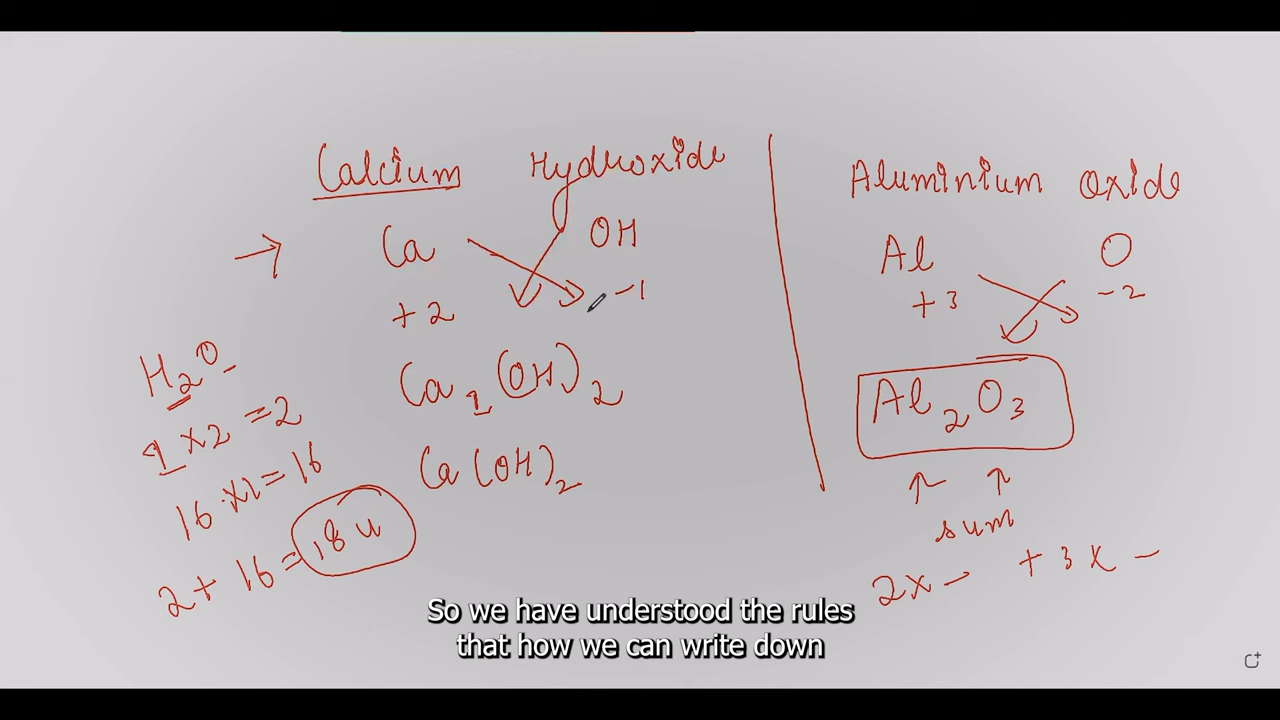 Calcium Hydroxide
Ca OH
+2 -1
Ca1(OH)2
Ca(OH)2
H2O
1x2=2
16x1=16
2+16=18u
Aluminium oxide
Al O
+3 -2
Al2O3
sum
2x- +3x-
So we have understood the rules
that how we can write down